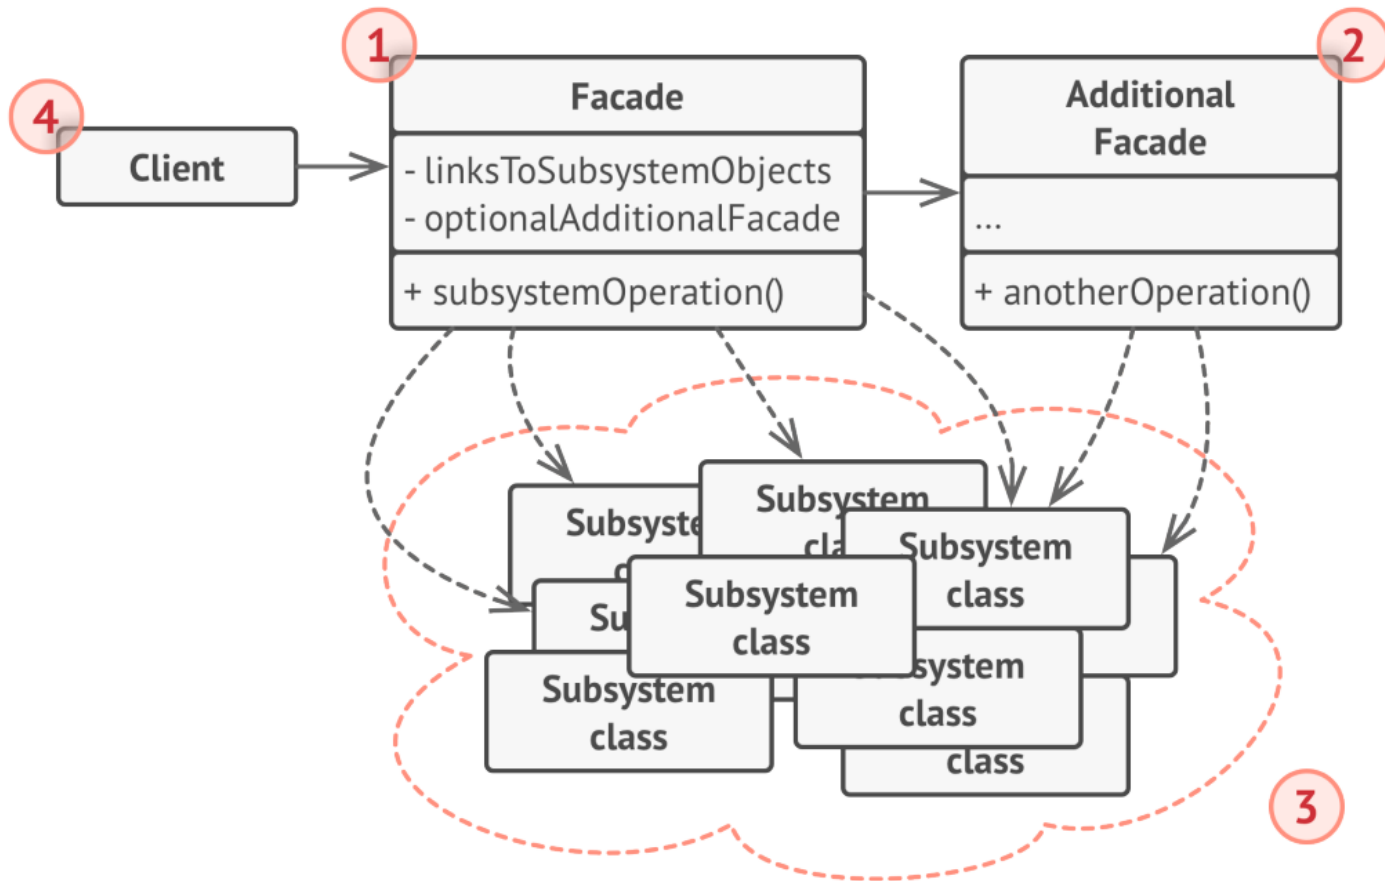 1
2
Facade
Additional
Facade
4
Client
- linksToSubsystemObjects
- optionalAdditionalFacade
...
+ subsystemOperation()
+ anotherOperation()
Subsystem
class
Subsystem
class
Subsystem
class
Subsystem
class
class
class
3